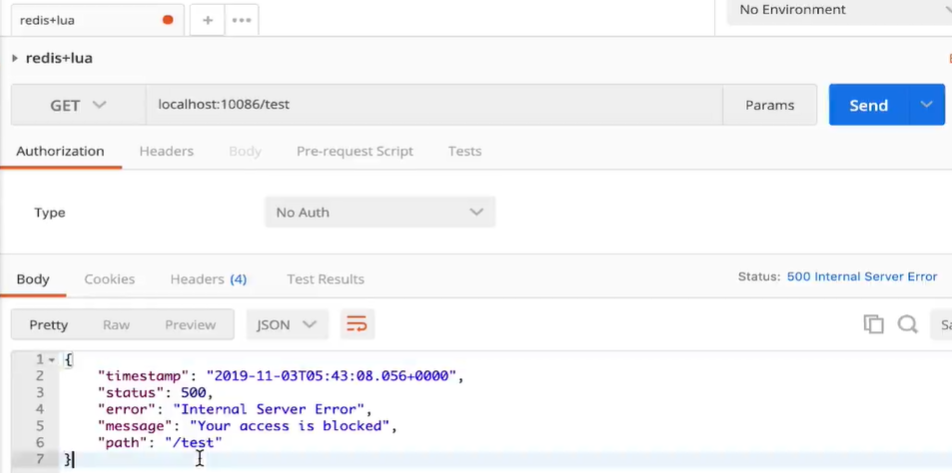 redis+lua
+
•••
No Environment
redis+lua
GET
localhost:10086/test
Params
Send
Authorization Headers Body Pre-request Script Tests
Type
No Auth
Body Cookies Headers (4) Test Results Status: 500 Internal Server Error
Pretty Raw Preview JSON
1 {
2 "timestamp": "2019-11-03T05:43:08.056+0000",
3 "status": 500,
4 "error": "Internal Server Error",
5 "message": "Your access is blocked",
6 "path": "/test"
7 }